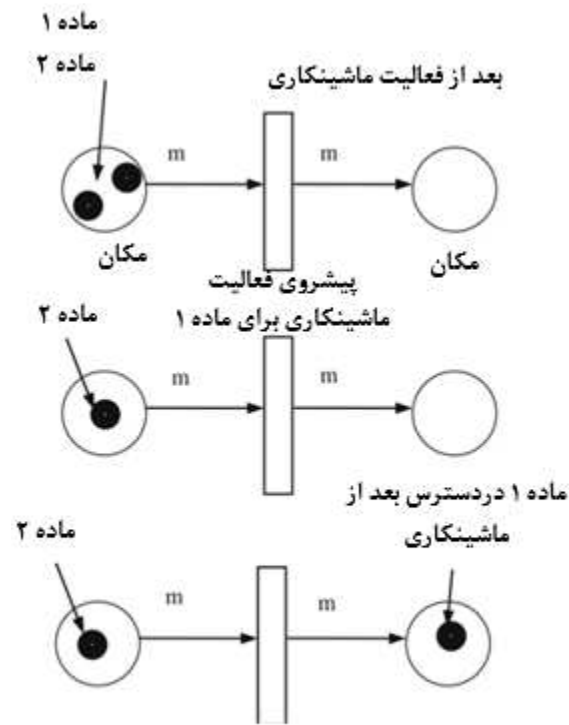 ماده ۱
ماده ۲
بعد از فعالیت ماشینکاری
m
m
مکان
مکان
پیشروی فعالیت
ماشینکاری برای ماده ۱
ماده ۲
m
m
ماده ۱ دردسترس بعد از
ماشینکاری
ماده ۲
m
m